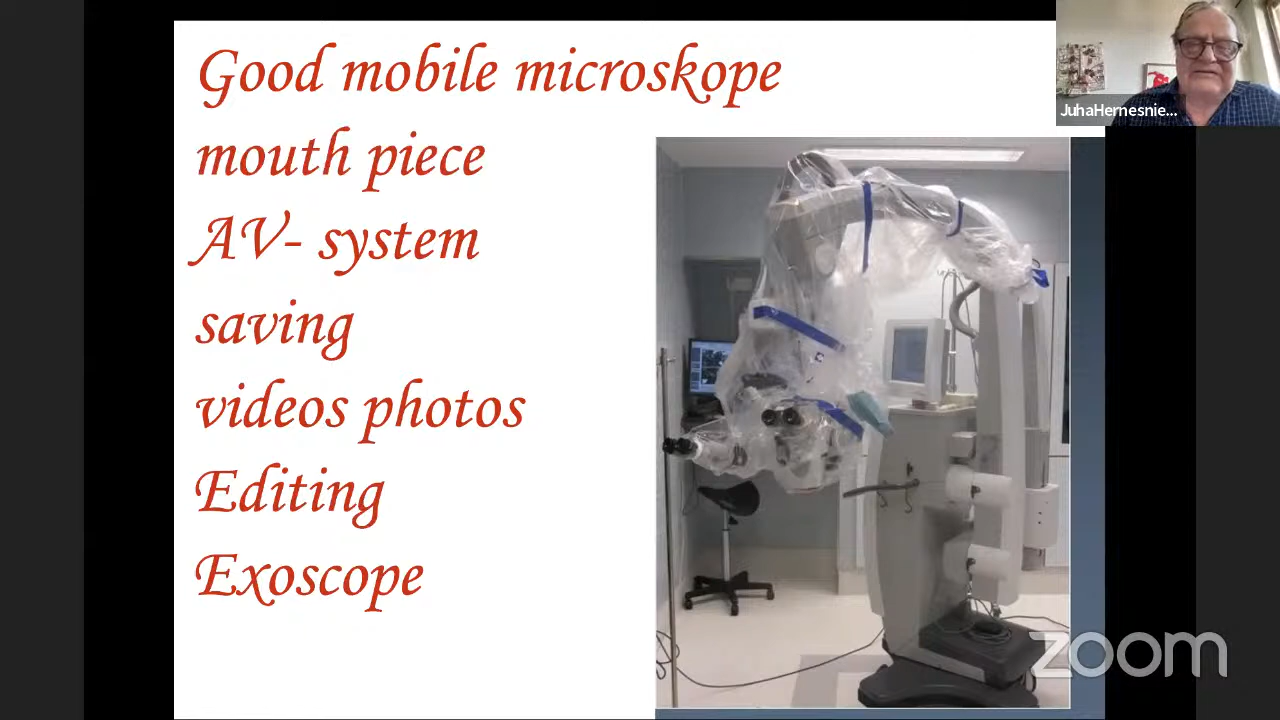 Good mobile microskope
mouth piece
AV- system
saving
videos photos
Editing
Exoscope
JuhaHernesnie...
zoom